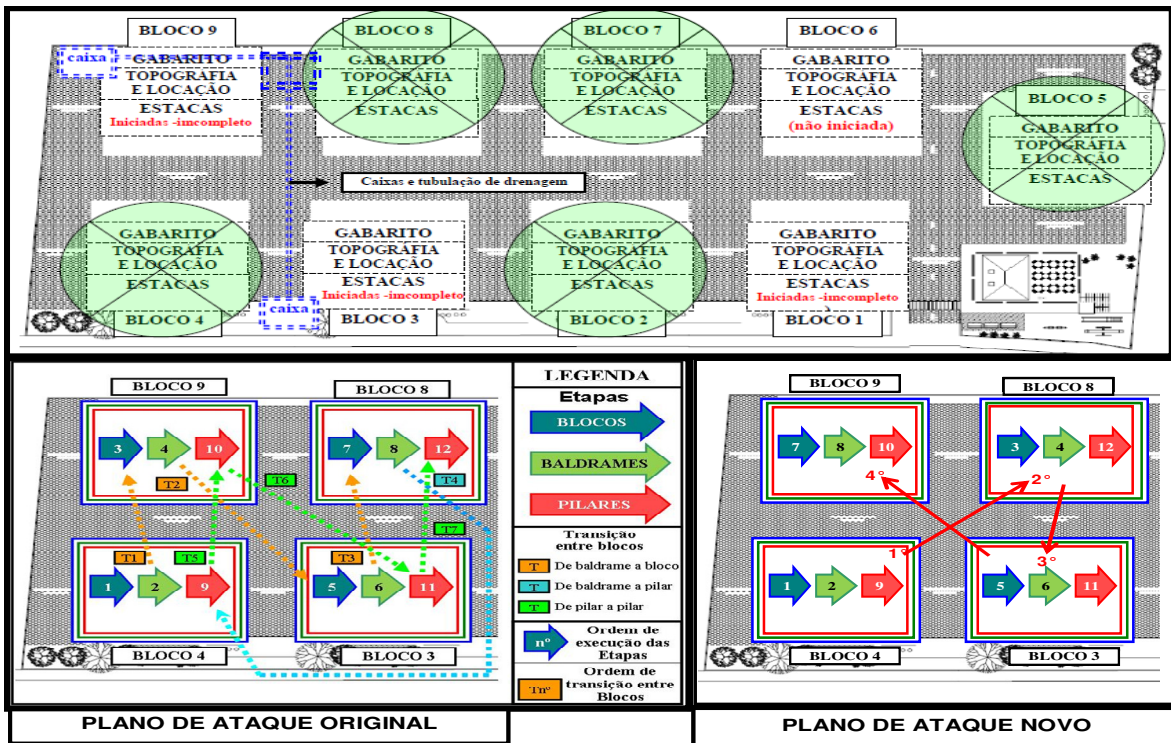 BLOCO 9
BLOCO 8
BLOCO 7
BLOCO 6
caixa
GABARITO
TOPOGRAFIA
E LOCAÇÃO
ESTACAS
Iniciadas -imcompleto
GABARITO
TOPOGRAFIA
E LOCAÇÃO
ESTACAS
GABARITO
TOPOGRAFIA
E LOCAÇÃO
ESTACAS
GABARITO
TOPOGRAFIA
E LOCAÇÃO
ESTACAS
(não iniciada)
BLOCO 5
GABARITO
TOPOGRAFIA
E LOCAÇÃO
ESTACAS
Caixas e tubulação de drenagem
GABARITO
TOPOGRAFIA
E LOCAÇÃO
ESTACAS
BLOCO 4
caixa
GABARITO
TOPOGRAFIA
E LOCAÇÃO
ESTACAS
Iniciadas -imcompleto
BLOCO 3
GABARITO
TOPOGRAFIA
E LOCAÇÃO
ESTACAS
BLOCO 2
GABARITO
TOPOGRAFIA
E LOCAÇÃO
ESTACAS
Iniciadas -imcompleto
)
BLOCO 1
BLOCO 9
BLOCO 8
3 4 10
7 8 12
T2
T6
T4
T7
T1
T5
T3
1 2 9
5 6 11
BLOCO 4
BLOCO 3
PLANO DE ATAQUE ORIGINAL
LEGENDA
Etapas
BLOCOS
BALDRAMES
PILARES
Transição
entre blocos
T De baldrame a bloco
T De baldrame a pilar
T De pilar a pilar
nº Ordem de
execução das
Etapas
Tnº Ordem de
transição entre
Blocos
BLOCO 9
BLOCO 8
7 8 10
3 4 12
4°
2°
1°
3°
1 2 9
5 6 11
BLOCO 4
BLOCO 3
PLANO DE ATAQUE NOVO